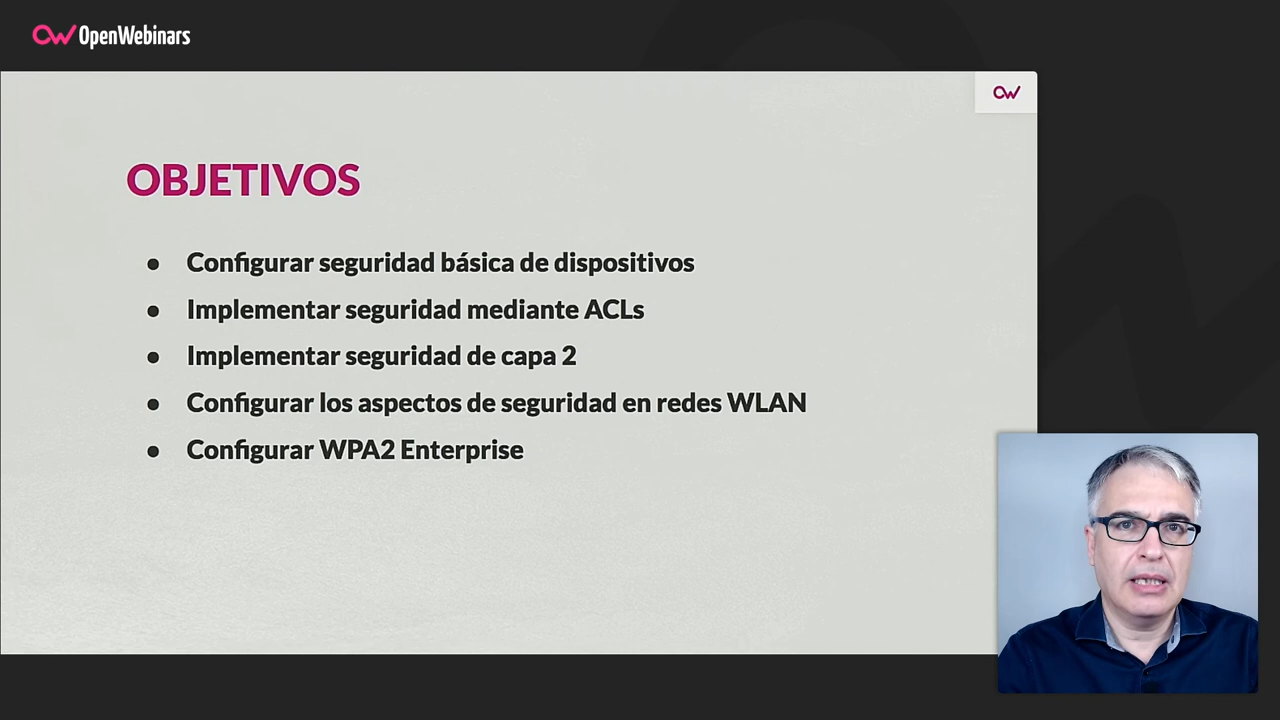 OpenWebinars
OBJETIVOS
● Configurar seguridad básica de dispositivos
● Implementar seguridad mediante ACLs
● Implementar seguridad de capa 2
● Configurar los aspectos de seguridad en redes WLAN
● Configurar WPA2 Enterprise